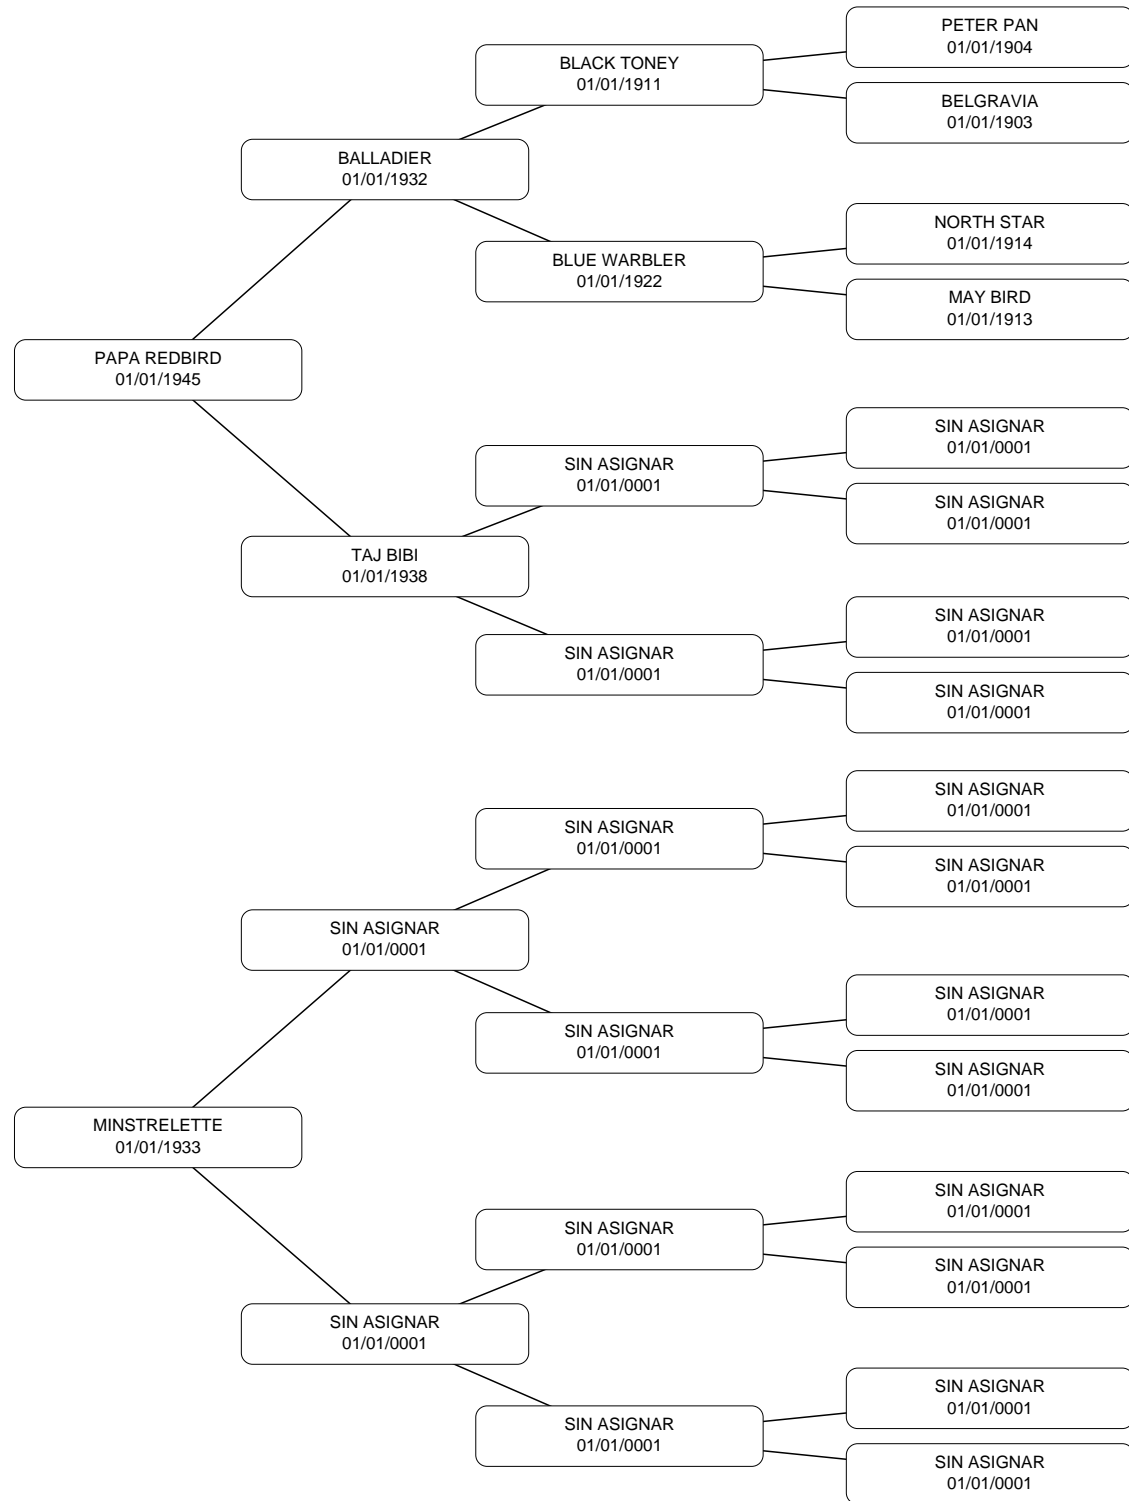 PETER PAN
01/01/1904
BLACK TONEY
01/01/1911
BELGRAVIA
01/01/1903
BALLADIER
01/01/1932
NORTH STAR
01/01/1914
BLUE WARBLER
01/01/1922
MAY BIRD
01/01/1913
PAPA REDBIRD
01/01/1945
SIN ASIGNAR
01/01/0001
SIN ASIGNAR
01/01/0001
SIN ASIGNAR
01/01/0001
TAJ BIBI
01/01/1938
SIN ASIGNAR
01/01/0001
SIN ASIGNAR
01/01/0001
SIN ASIGNAR
01/01/0001
SIN ASIGNAR
01/01/0001
SIN ASIGNAR
01/01/0001
SIN ASIGNAR
01/01/0001
SIN ASIGNAR
01/01/0001
SIN ASIGNAR
01/01/0001
SIN ASIGNAR
01/01/0001
SIN ASIGNAR
01/01/0001
MINSTRELETTE
01/01/1933
SIN ASIGNAR
01/01/0001
SIN ASIGNAR
01/01/0001
SIN ASIGNAR
01/01/0001
SIN ASIGNAR
01/01/0001
SIN ASIGNAR
01/01/0001
SIN ASIGNAR
01/01/0001
SIN ASIGNAR
01/01/0001